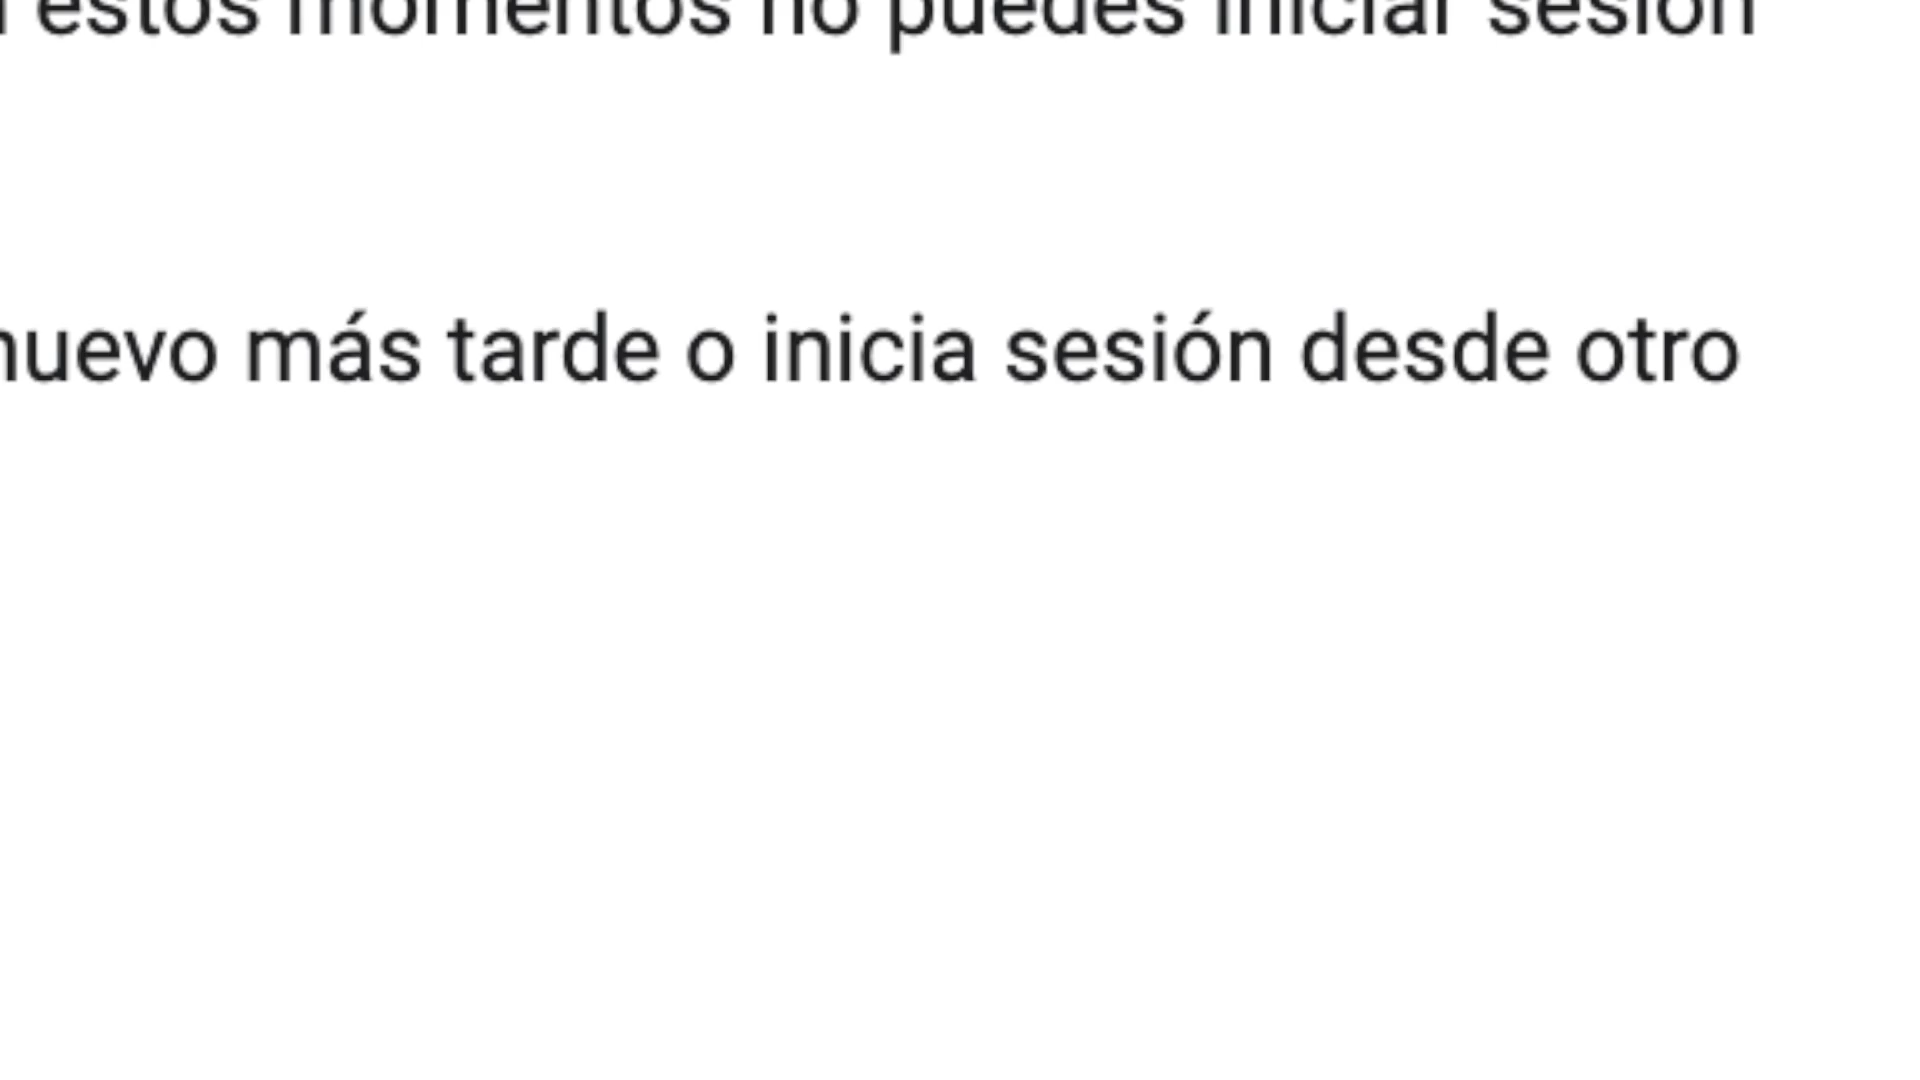 estos momentos no puedes iniciar sesión
nuevo más tarde o inicia sesión desde otro